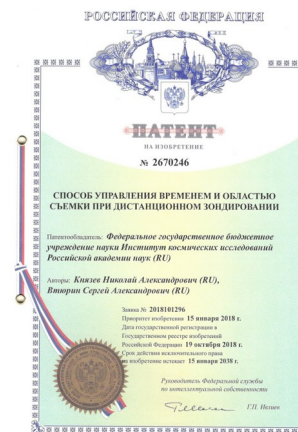 РОССИЙСКАЯ ФЕДЕРАЦИЯ
ПАТЕНТ
НА ИЗОБРЕТЕНИЕ
№ 2670246
СПОСОБ УПРАВЛЕНИЯ ВРЕМЕНЕМ И ОБЛАСТЬЮ
СЪЕМКИ ПРИ ДИСТАНЦИОННОМ ЗОНДИРОВАНИИ
Патентообладатель: Федеральное государственное бюджетное
учреждение науки Институт космических исследований
Российской академии наук (RU)
Авторы: Князев Николай Александрович (RU),
Сергей Александрович (RU)
Заявка № 2018101296
Приоритет изобретения 15 января 2018 г.
Дата государственной регистрации в
Государственном реестре изобретений
Российской Федерации 19 октября 2018 г.
Срок действия исключительного права
на изобретение истекает 15 января 2038 г.
Руководитель Федеральной службы
по интеллектуальной собственности
Г.П. Ивлиев